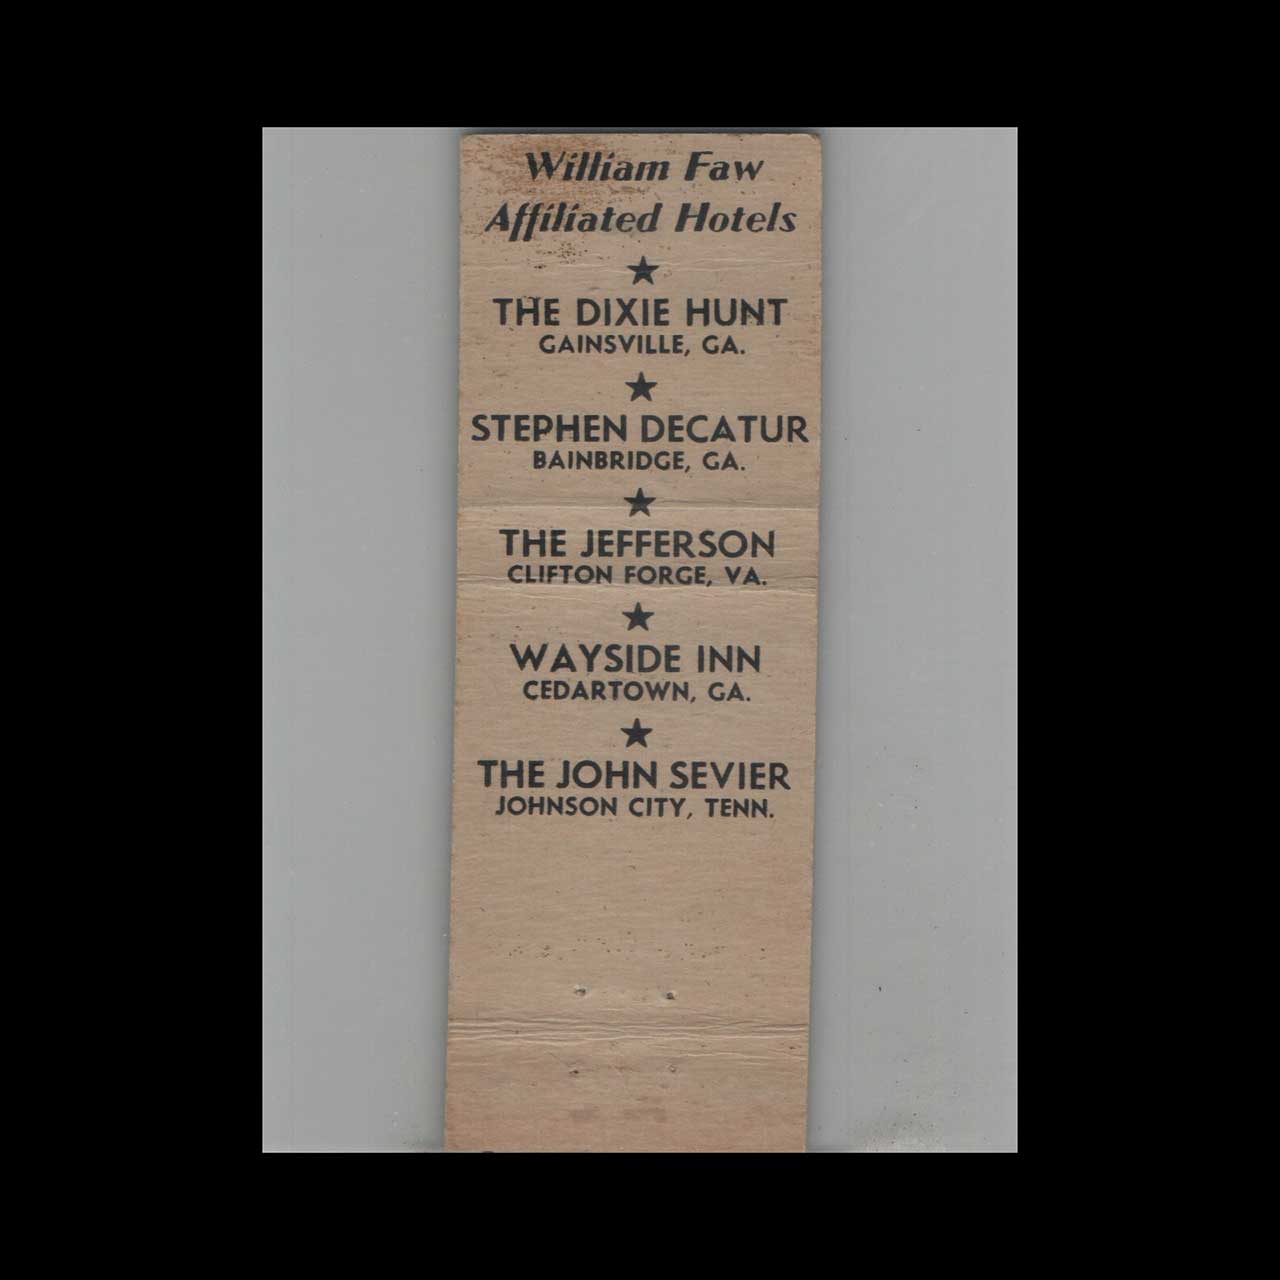 William Faw
Affiliated Hotels
THE DIXIE HUNT
GAINSVILLE, GA.
STEPHEN DECATUR
BAINBRIDGE, GA.
THE JEFFERSON
CLIFTON FORGE, VA.
WAYSIDE INN
CEDARTOWN, GA.
THE JOHN SEVIER
JOHNSON CITY, TENN.